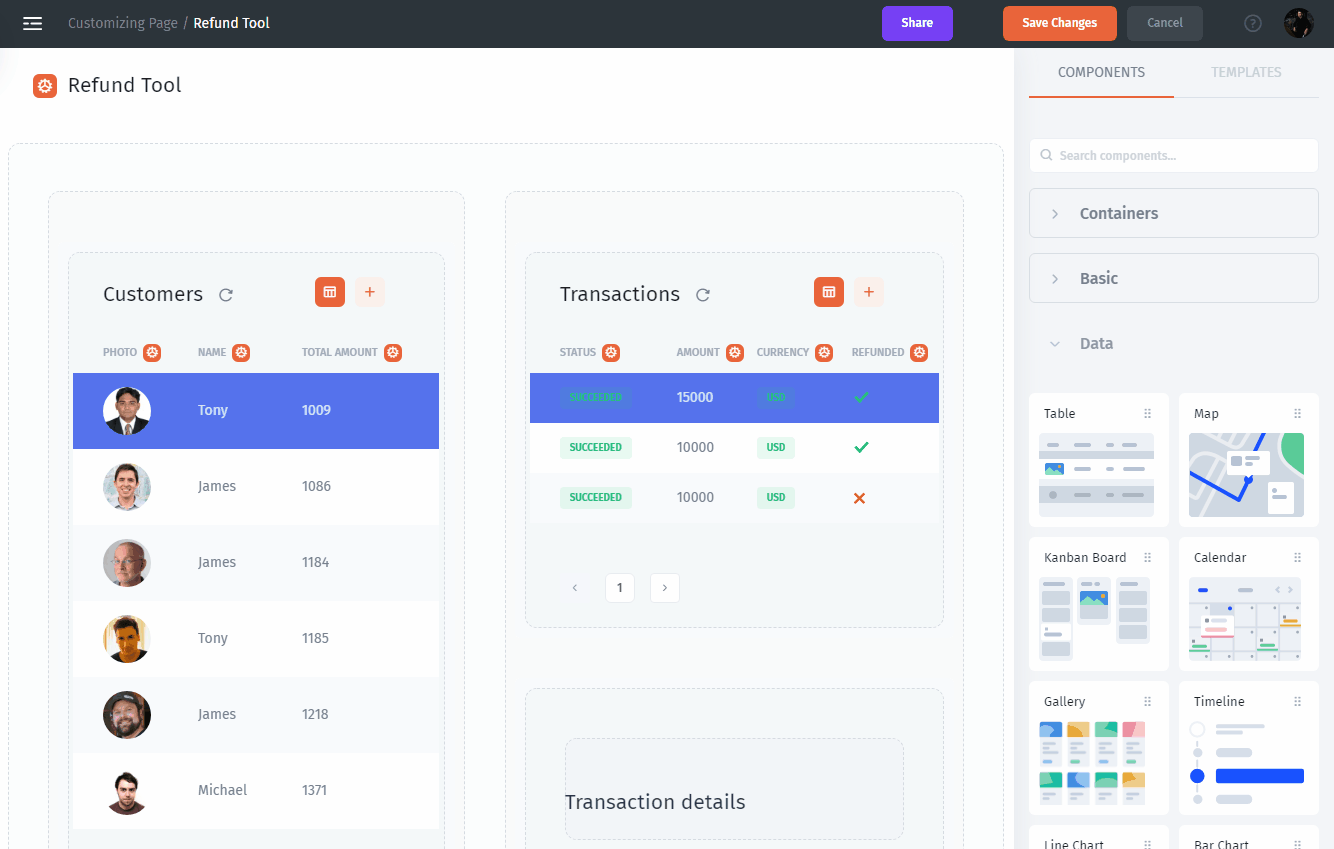 Customizing Page / Refund Tool
Share
Save Changes
Cancel
?
Refund Tool
Customers
+
PHOTO NAME TOTAL AMOUNT
Tony 1009
James 1086
James 1184
Tony 1185
James 1218
Michael 1371
Transactions
+
STATUS AMOUNT CURRENCY REFUNDED
SUCCEEDED 15000 USD
SUCCEEDED 10000 USD
SUCCEEDED 10000 USD
‹ 1 ›
Transaction details
COMPONENTS TEMPLATES
Search components...
Containers
Basic
Data
Table Map
Kanban Board Calendar
Gallery Timeline
Line Chart Bar Chart